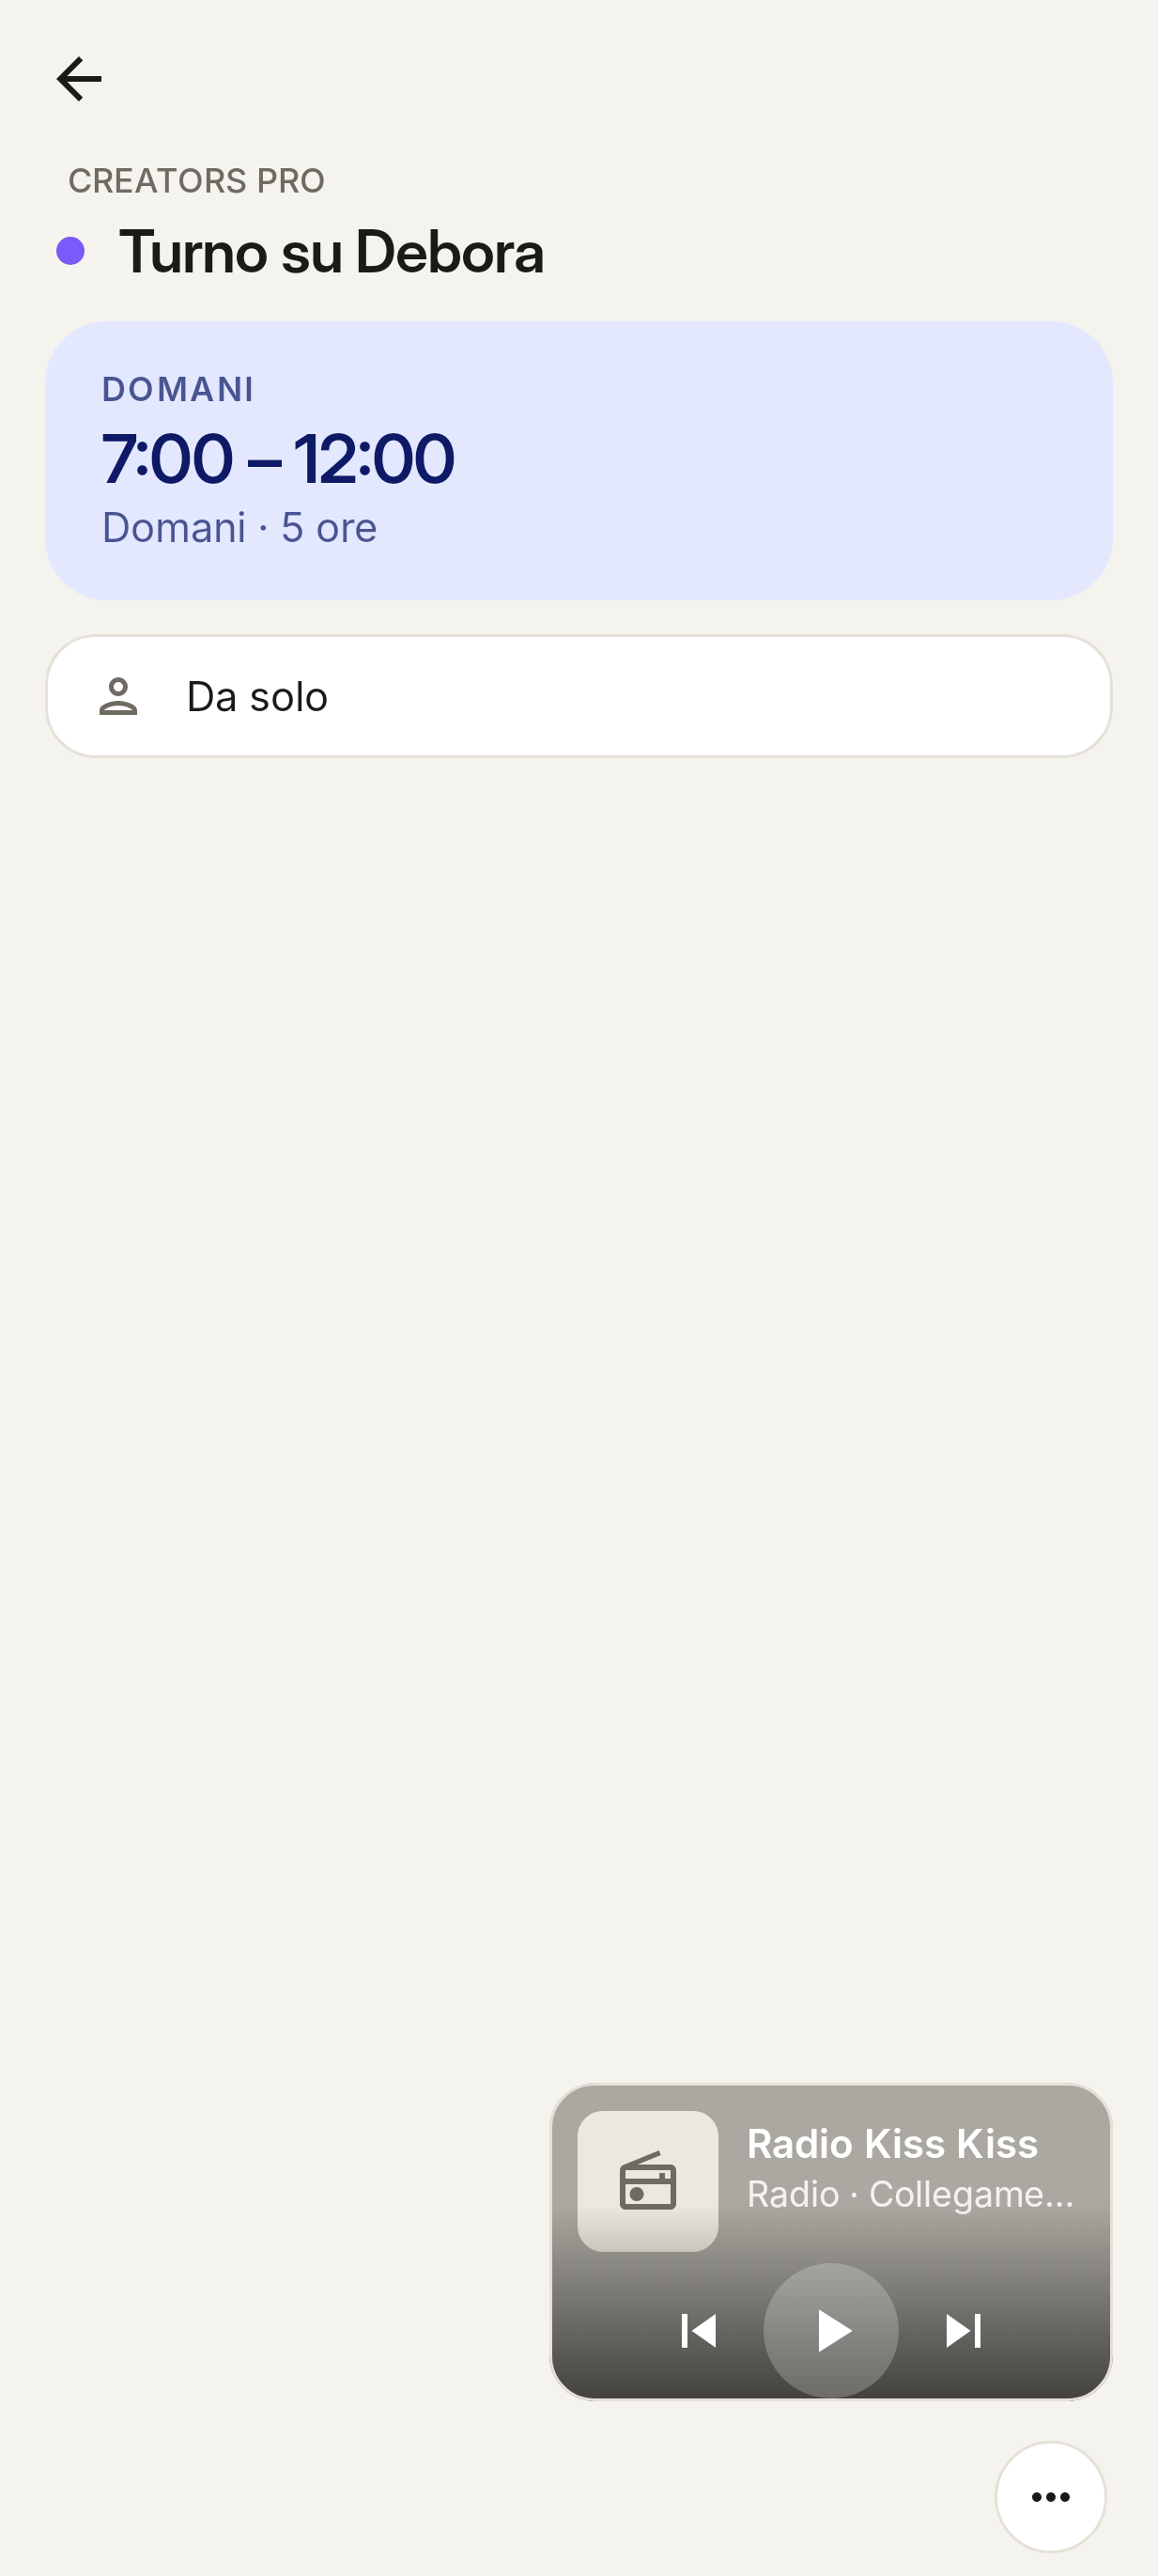 CREATORS PRO
Turno su Debora
DOMANI
7:00 – 12:00
Domani · 5 ore
Da solo
Radio Kiss Kiss
Radio · Collegame...